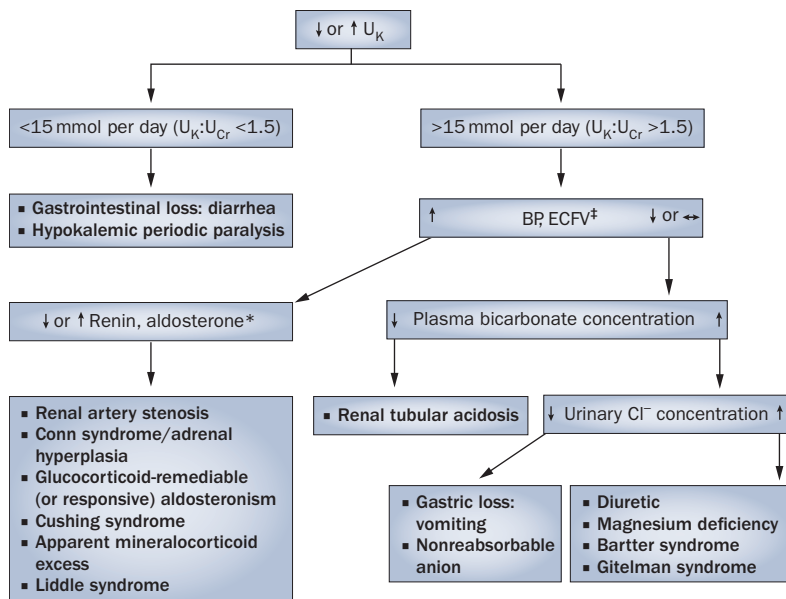 ↓ or ↑ U_K
<15 mmol per day (U_K:U_Cr <1.5)
>15 mmol per day (U_K:U_Cr >1.5)
▪ Gastrointestinal loss: diarrhea
▪ Hypokalemic periodic paralysis
↑ BP, ECFV‡ ↓ or ↔
↓ or ↑ Renin, aldosterone*
↓ Plasma bicarbonate concentration ↑
▪ Renal artery stenosis
▪ Conn syndrome/adrenal
hyperplasia
▪ Glucocorticoid-remediable
(or responsive) aldosteronism
▪ Cushing syndrome
▪ Apparent mineralocorticoid
excess
▪ Liddle syndrome
▪ Renal tubular acidosis
↓ Urinary Cl⁻ concentration ↑
▪ Gastric loss:
vomiting
▪ Nonreabsorbable
anion
▪ Diuretic
▪ Magnesium deficiency
▪ Bartter syndrome
▪ Gitelman syndrome